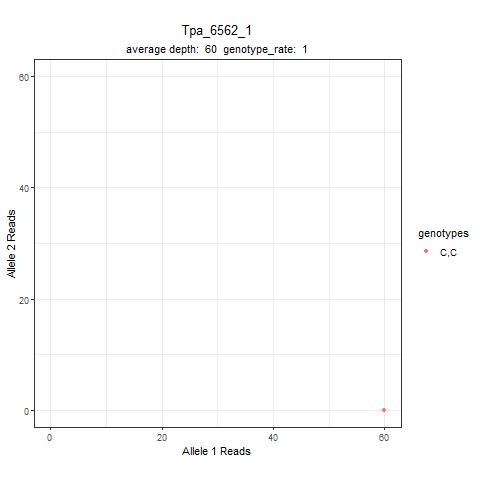 Tpa_6562_1
average depth:  60  genotype_rate:  1
60
40
20
0
Allele 2 Reads
0 20 40 60
Allele 1 Reads
genotypes
C,C